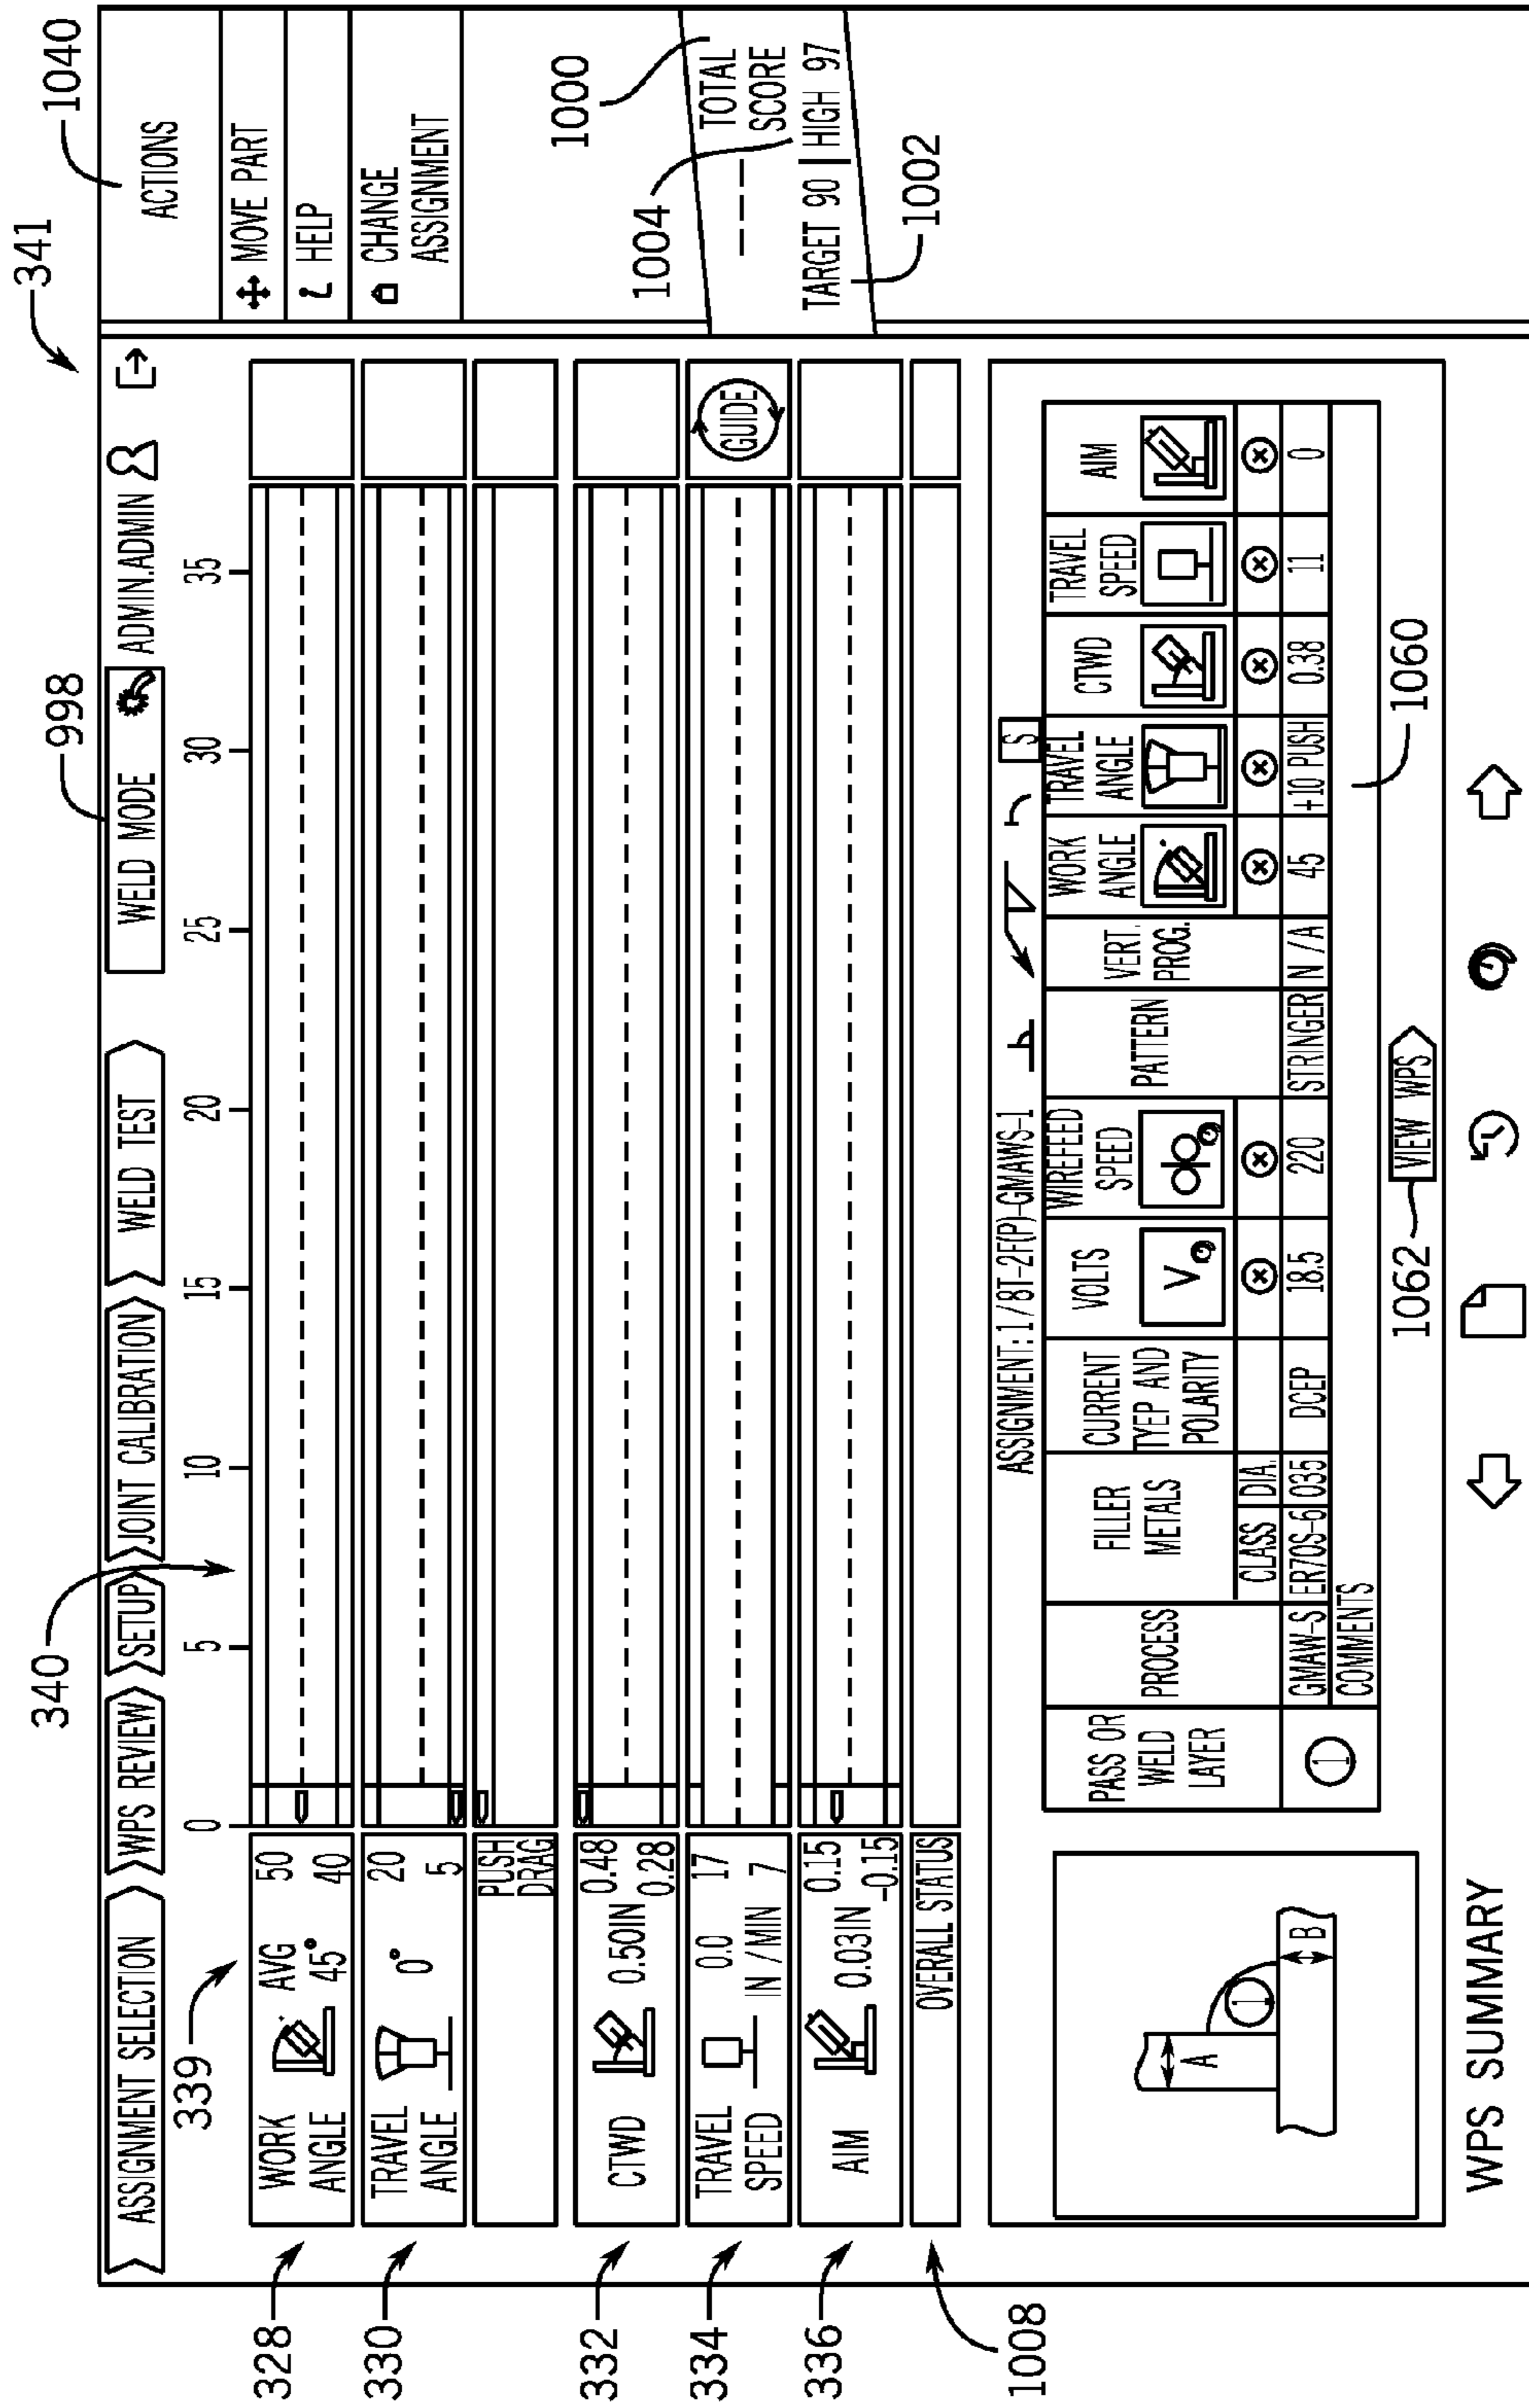 341
998
1040
340
339
ASSIGNMENT SELECTION
WPS REVIEW
SETUP
JOINT CALIBRATION
WELD TEST
WELD MODE
ADMIN.ADMIN
ACTIONS
MOVE PART
HELP
CHANGE
ASSIGNMENT
0 5 10 15 20 25 30 35
328
WORK
ANGLE
AVG
45°
50
40
330
TRAVEL
ANGLE
0°
20
5
PUSH
DRAG
332
CTWD
0.50IN
0.48
0.28
334
TRAVEL
SPEED
0.0
IN / MIN
17
7
GUIDE
336
AIM
0.03IN
0.15
-0.15
1008
OVERALL STATUS
1000
1004
TOTAL
SCORE
TARGET 90 | HIGH 97
1002
ASSIGNMENT: 1 / 8T-2F(P)-GMAWS-1
S
PASS OR
WELD
LAYER
PROCESS
FILLER
METALS
CLASS
DIA.
CURRENT
TYEP AND
POLARITY
VOLTS
V
WIREFEED
SPEED
PATTERN
VERT.
PROG.
WORK
ANGLE
TRAVEL
ANGLE
CTWD
TRAVEL
SPEED
AIM
1
GMAW-S
ER70S-6
035
DCEP
18.5
220
STRINGER
N / A
45
+10 PUSH
0.38
11
0
COMMENTS
A
1
B
1060
1062
VIEW WPS
WPS SUMMARY